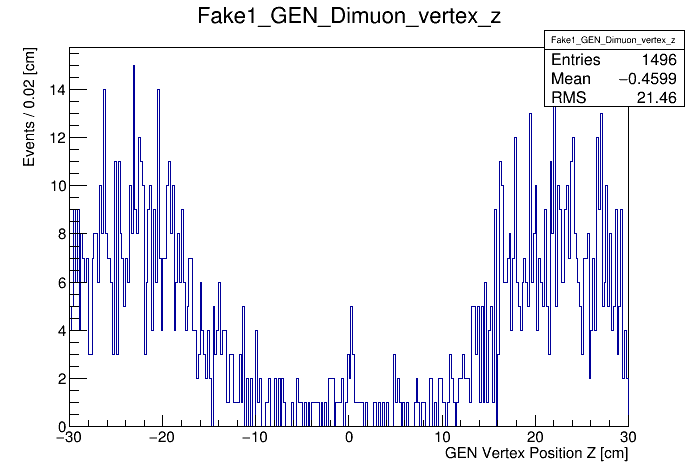 Fake1_GEN_Dimuon_vertex_z
Fake1_GEN_Dimuon_vertex_z
Entries 1496
Mean −0.4599
RMS 21.46
Events / 0.02 [cm]
14
12
10
8
6
4
2
0
−30 −20 −10 0 10 20 30
GEN Vertex Position Z [cm]